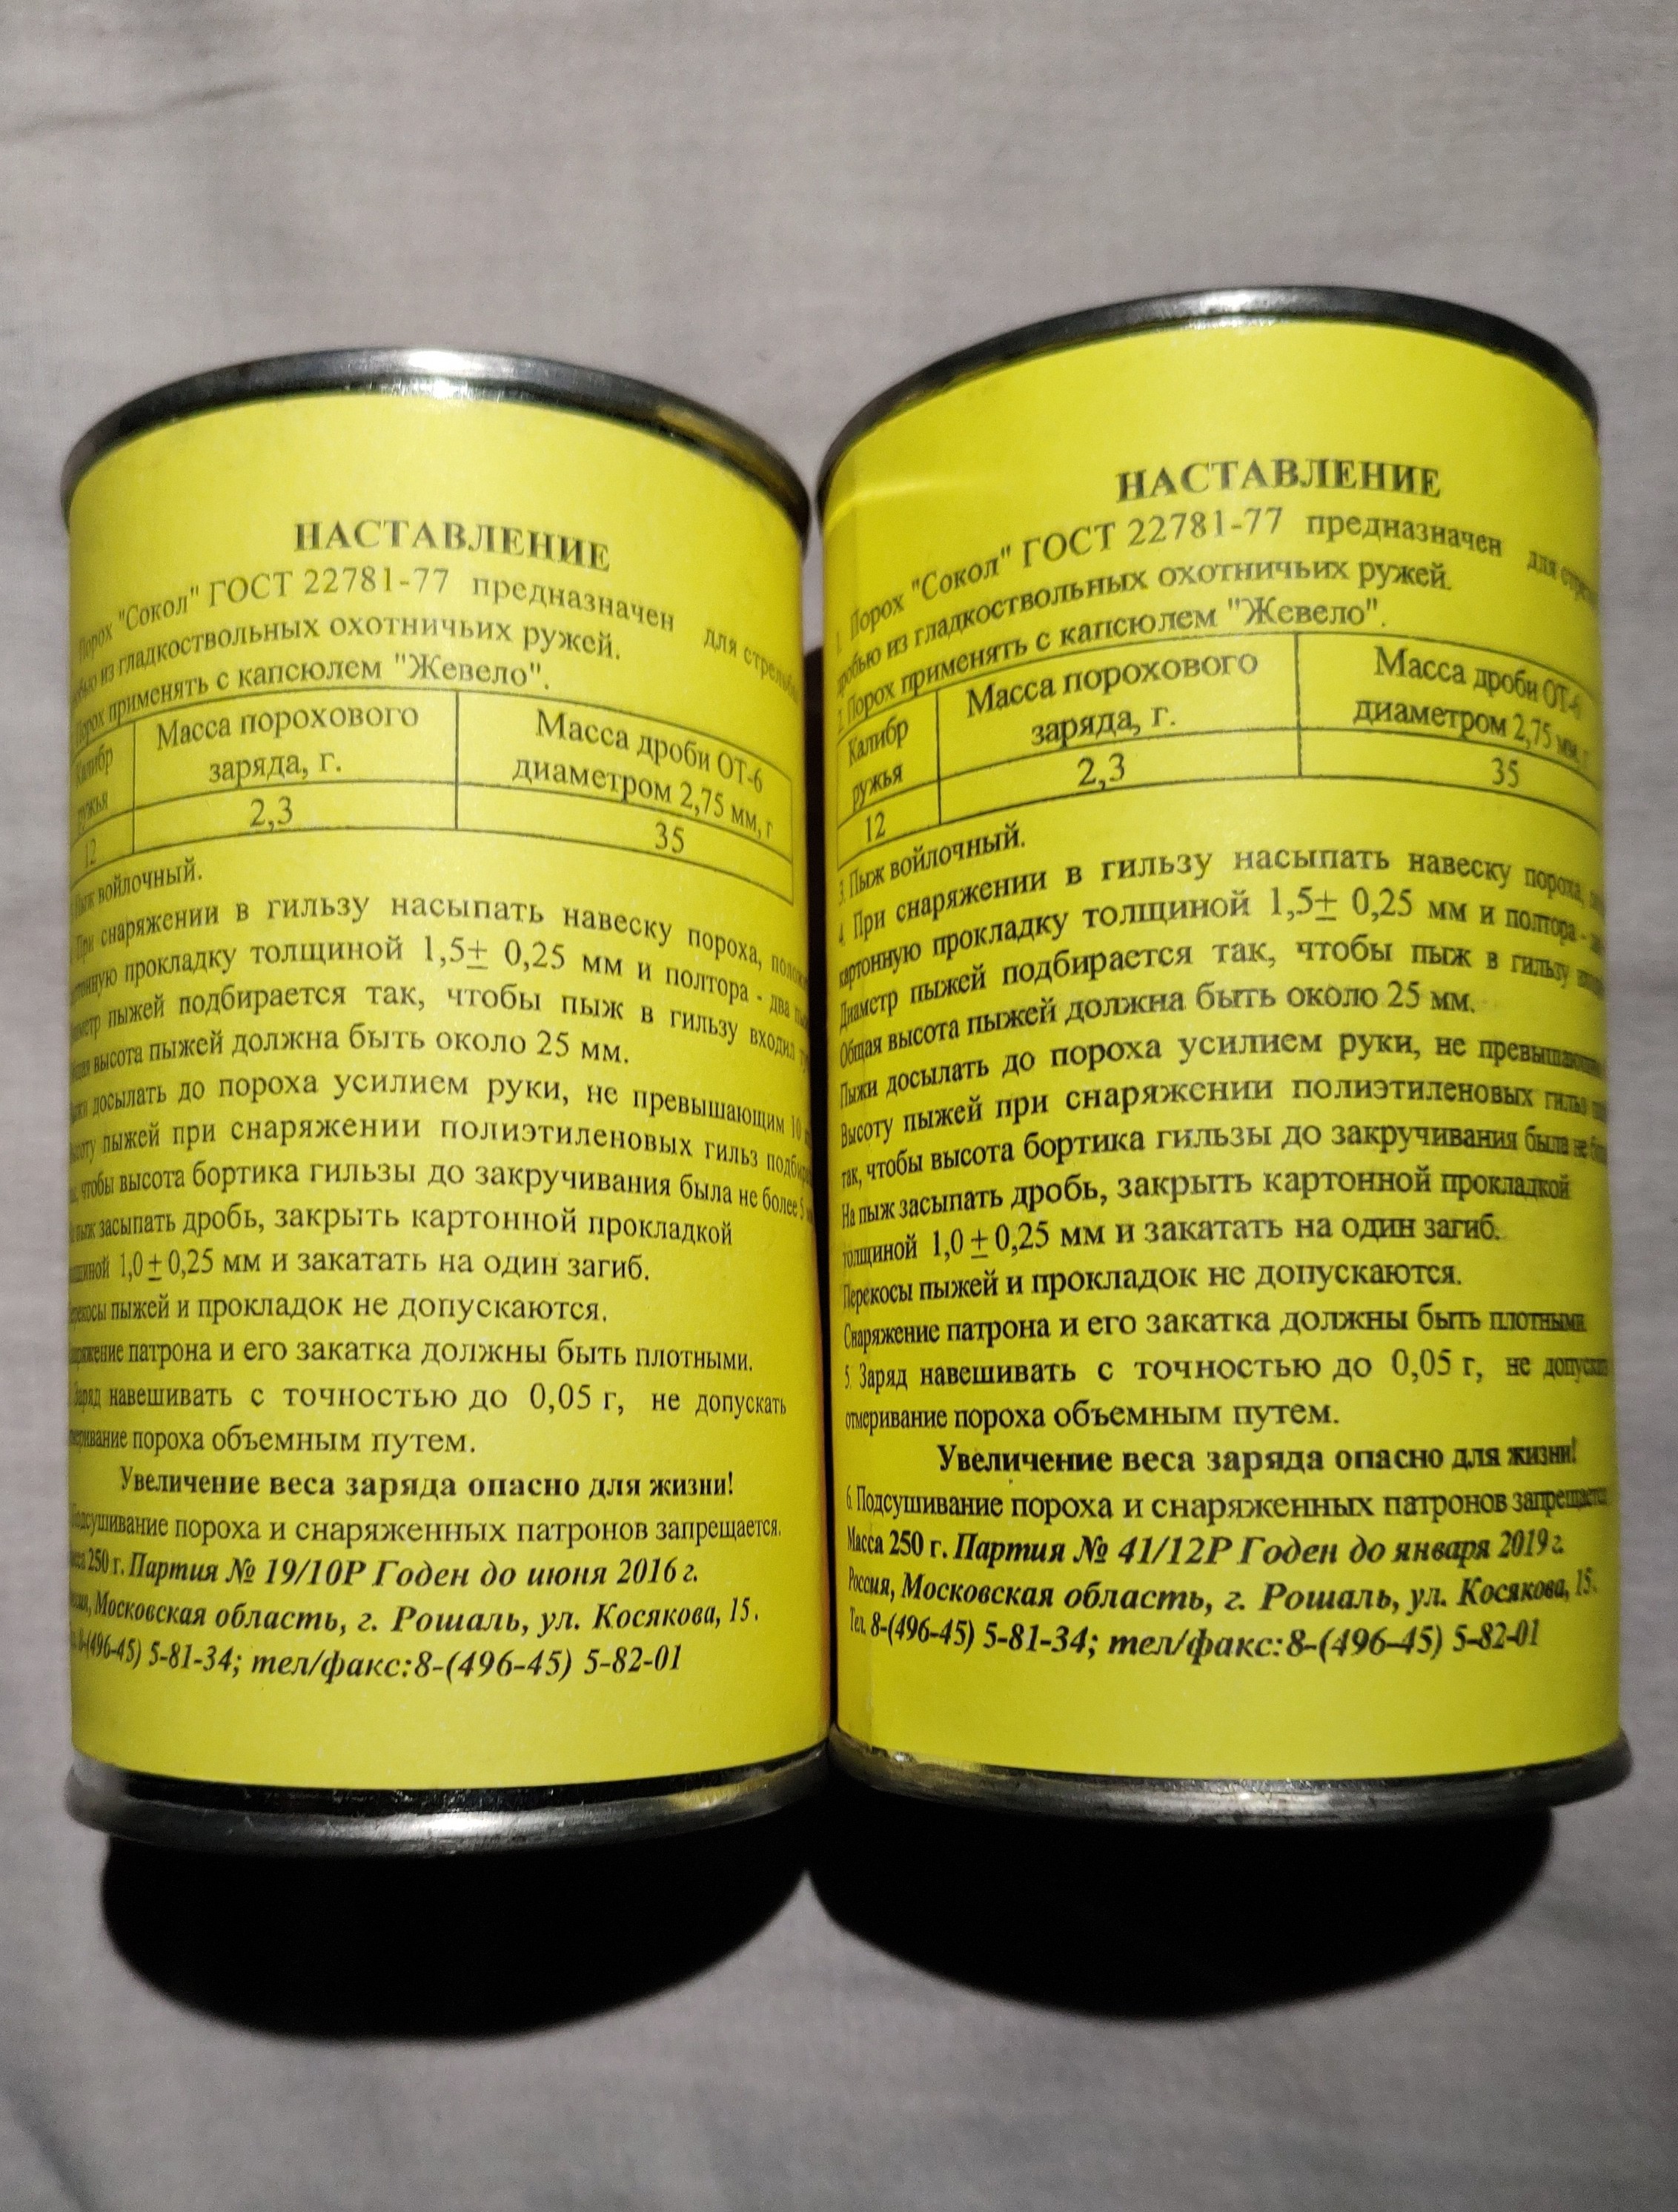 НАСТАВЛЕНИЕ
Порох "Сокол" ГОСТ 22781-77 предназначен для стрельбы
из гладкоствольных охотничьих ружей.
Порох применять с капсюлем "Жевело".
Калибр ружья
Масса порохового заряда, г.
Масса дроби ОТ-6 диаметром 2,75 мм, г
12 2,3 35
Пыж войлочный.
При снаряжении в гильзу насыпать навеску пороха,
прокладку толщиной 1,5± 0,25 мм и полтора - два
пыжей подбирается так, чтобы пыж в гильзу входил
высота пыжей должна быть около 25 мм.
досылать до пороха усилием руки, не превышающим 10
пыжей при снаряжении полиэтиленовых гильз
чтобы высота бортика гильзы до закручивания была не более 5
пыж засыпать дробь, закрыть картонной прокладкой
1,0 ± 0,25 мм и закатать на один загиб.
пыжей и прокладок не допускаются.
патрона и его закатка должны быть плотными.
Заряд навешивать с точностью до 0,05 г, не допускать
пороха объемным путем.
Увеличение веса заряда опасно для жизни!
Подсушивание пороха и снаряженных патронов запрещается.
250 г. Партия № 19/10Р Годен до июня 2016 г.
Московская область, г. Рошаль, ул. Косякова, 15.
8-(496-45) 5-81-34; тел/факс:8-(496-45) 5-82-01
НАСТАВЛЕНИЕ
1. Порох "Сокол" ГОСТ 22781-77 предназначен для
дробью из гладкоствольных охотничьих ружей.
2. Порох применять с капсюлем "Жевело".
Калибр ружья
Масса порохового заряда, г.
Масса дроби ОТ-6 диаметром 2,75 мм,
12 2,3 35
3. Пыж войлочный.
4. При снаряжении в гильзу насыпать навеску пороха,
картонную прокладку толщиной 1,5± 0,25 мм и полтора -
Диаметр пыжей подбирается так, чтобы пыж в гильзу
Общая высота пыжей должна быть около 25 мм.
Пыжи досылать до пороха усилием руки, не
Высоту пыжей при снаряжении полиэтиленовых гильз
так, чтобы высота бортика гильзы до закручивания была не
На пыж засыпать дробь, закрыть картонной прокладкой
толщиной 1,0 ± 0,25 мм и закатать на один загиб.
Перекосы пыжей и прокладок не допускаются.
Снаряжение патрона и его закатка должны быть плотными.
5. Заряд навешивать с точностью до 0,05 г, не
отмеривание пороха объемным путем.
Увеличение веса заряда опасно для жизни!
6. Подсушивание пороха и снаряженных патронов запрещается
Масса 250 г. Партия № 41/12Р Годен до января 2019 г.
Россия, Московская область, г. Рошаль, ул. Косякова, 15.
Тел. 8-(496-45) 5-81-34; тел/факс:8-(496-45) 5-82-01